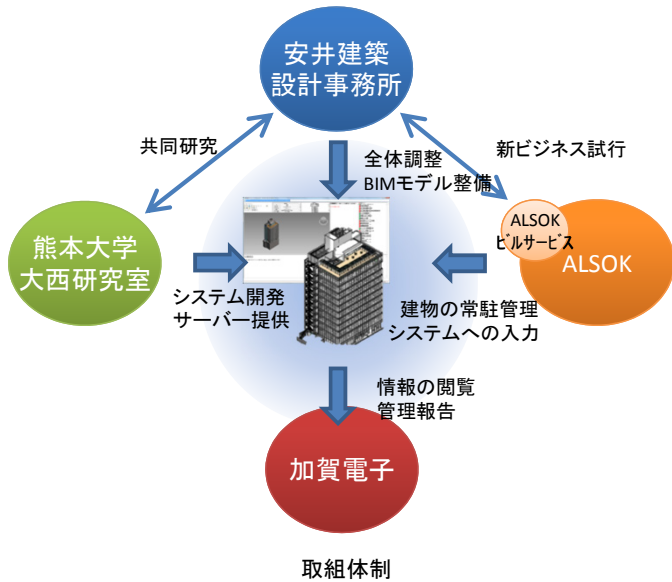 安井建築
設計事務所
共同研究
新ビジネス試行
全体調整
BIMモデル整備
ALSOK
ビルサービス
ALSOK
熊本大学
大西研究室
システム開発
サーバー提供
建物の常駐管理
システムへの入力
情報の閲覧
管理報告
加賀電子
取組体制